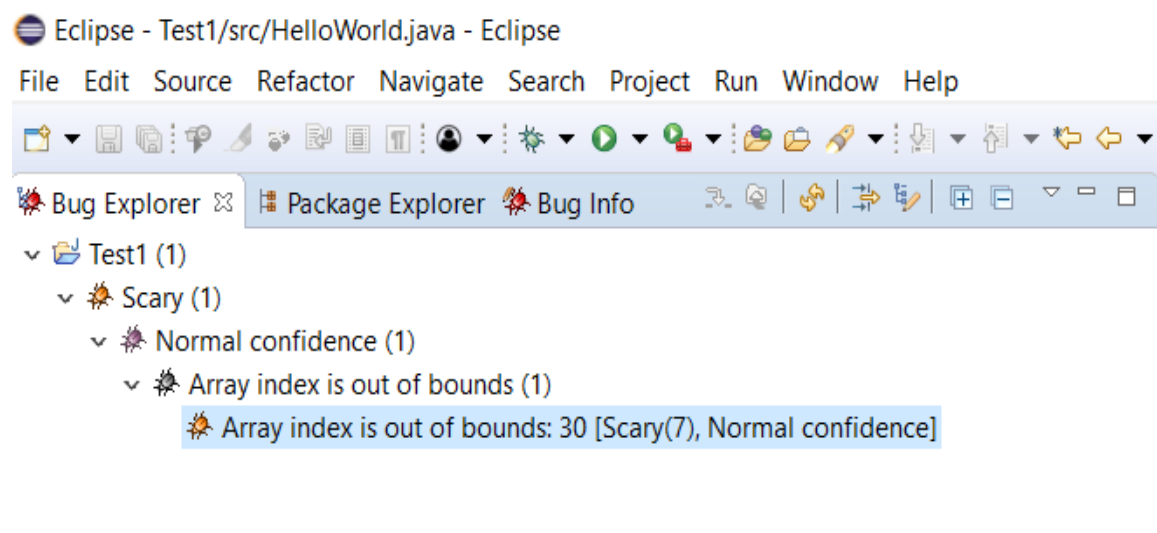 Eclipse - Test1/src/HelloWorld.java - Eclipse
File Edit Source Refactor Navigate Search Project Run Window Help
Bug Explorer Package Explorer Bug Info
Test1 (1)
Scary (1)
Normal confidence (1)
Array index is out of bounds (1)
Array index is out of bounds: 30 [Scary(7), Normal confidence]